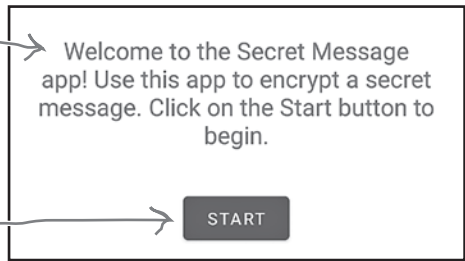 Welcome to the Secret Message
app! Use this app to encrypt a secret
message. Click on the Start button to
begin.
START